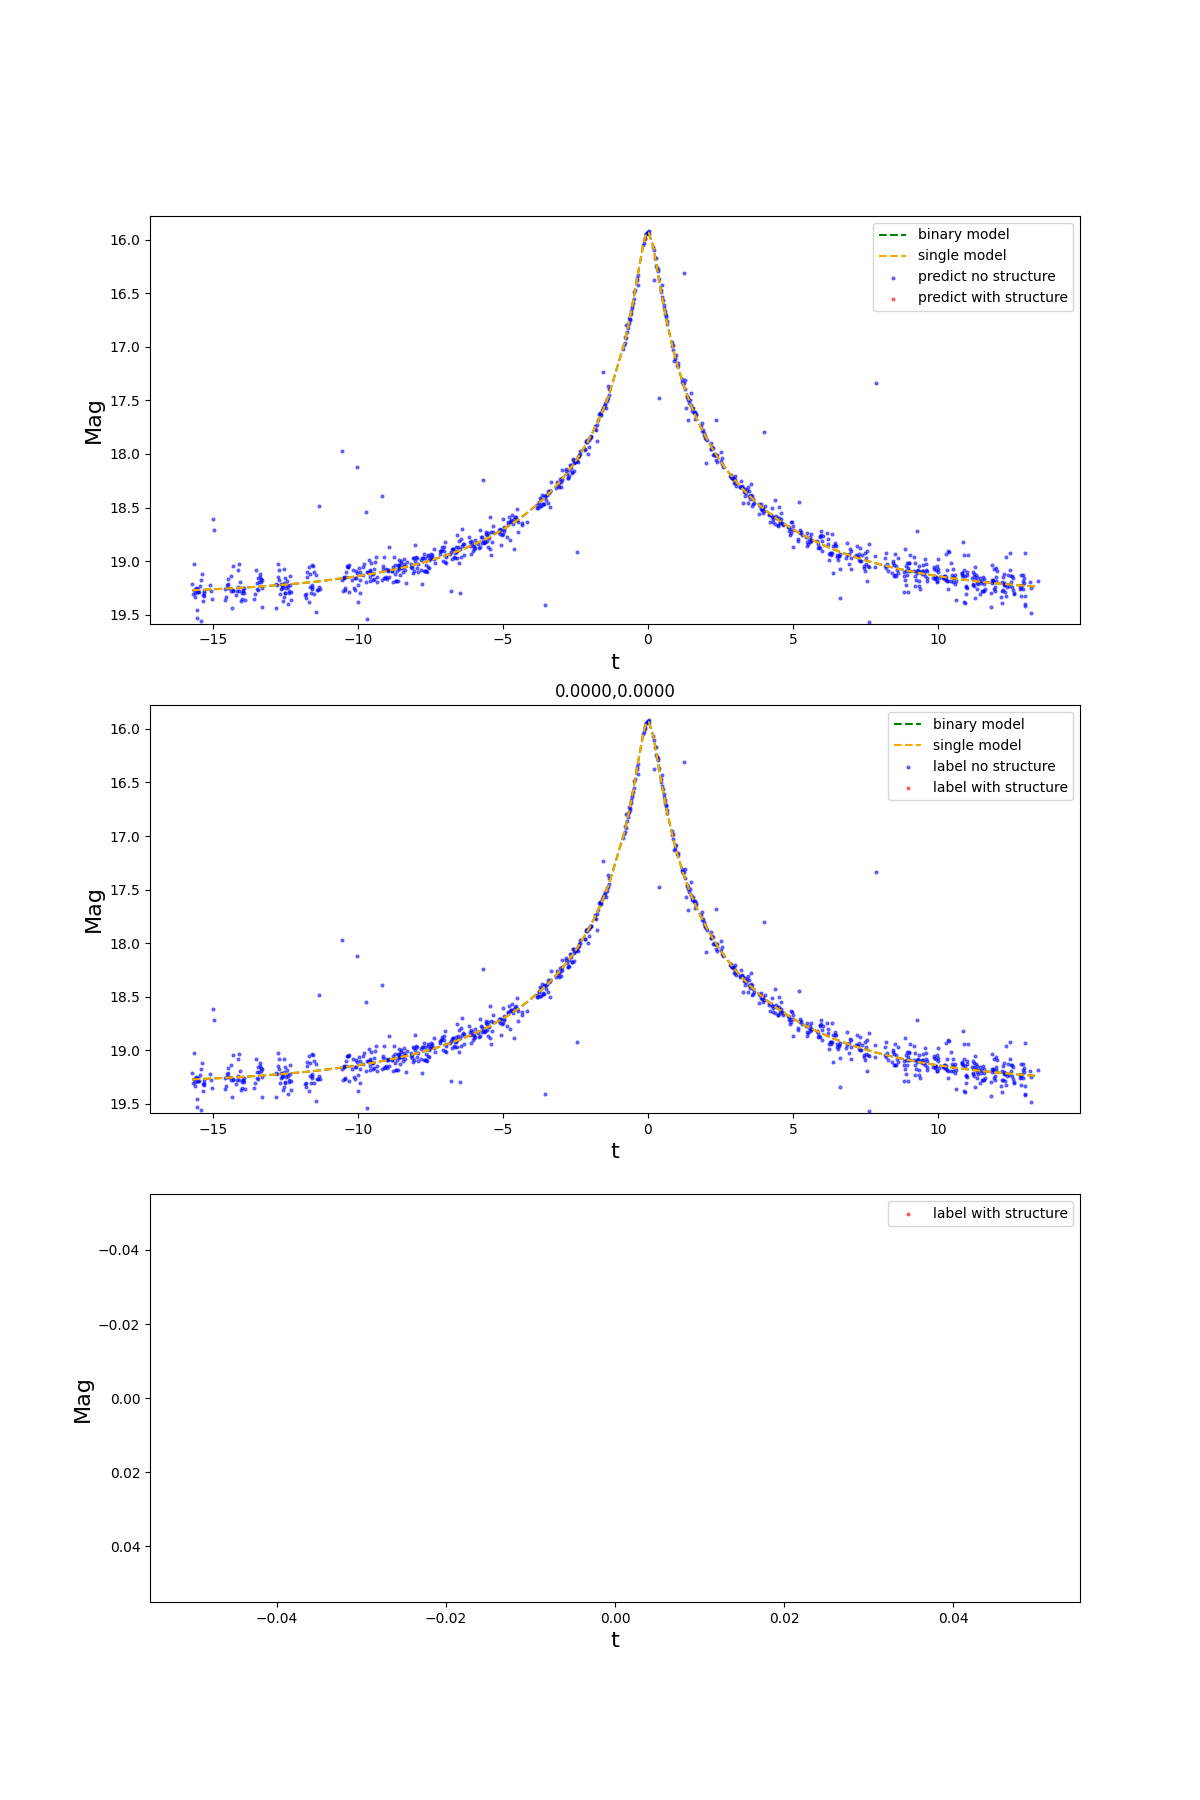 16.0
16.5
17.0
17.5
18.0
18.5
19.0
19.5
Mag
binary model
single model
predict no structure
predict with structure
−15
−10
−5
0
5
10
t
0.0000,0.0000
16.0
16.5
17.0
17.5
18.0
18.5
19.0
19.5
Mag
binary model
single model
label no structure
label with structure
−15
−10
−5
0
5
10
t
−0.04
−0.02
0.00
0.02
0.04
Mag
label with structure
−0.04
−0.02
0.00
0.02
0.04
t